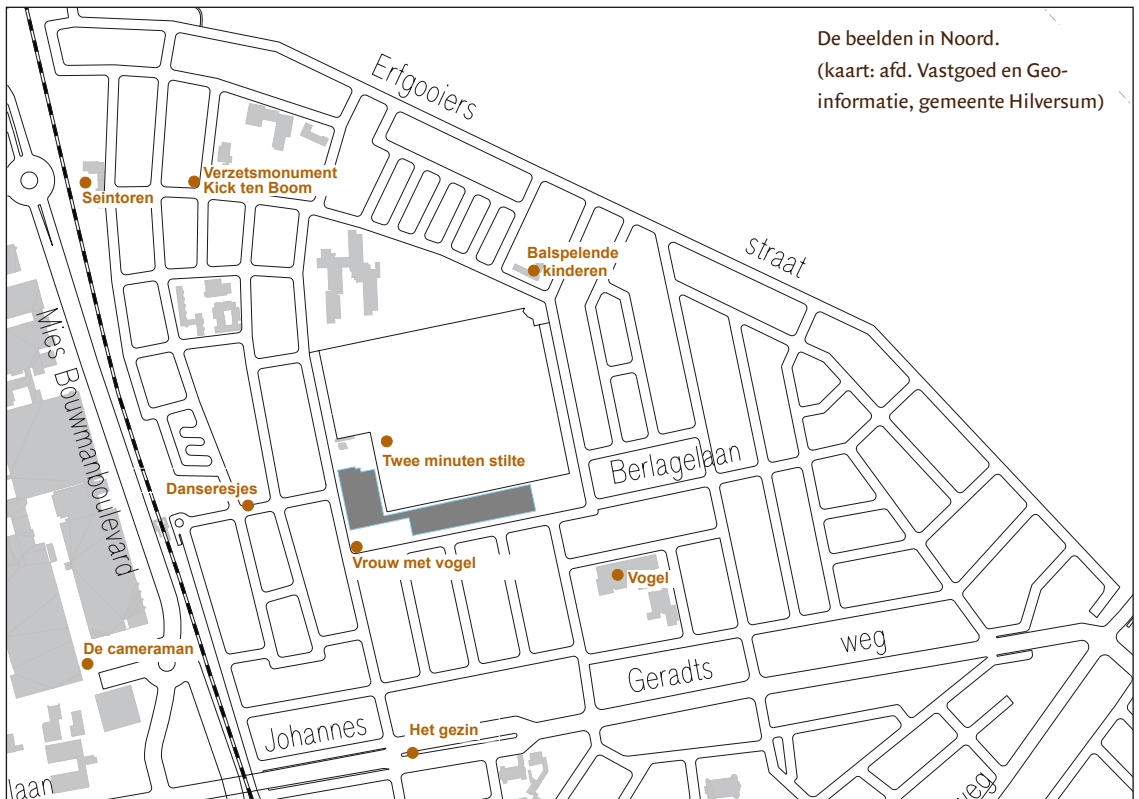 De beelden in Noord.
(kaart: afd. Vastgoed en Geo-
informatie, gemeente Hilversum)
Erfgooiers
straat
Verzetsmonument
Kick ten Boom
Seintoren
Balspelende
kinderen
Mies Bouwmanboulevard
Twee minuten stilte
Berlagelaan
Danseresjes
Vrouw met vogel
Vogel
De cameraman
weg
Geradts
Johannes
Het gezin
laan
weg